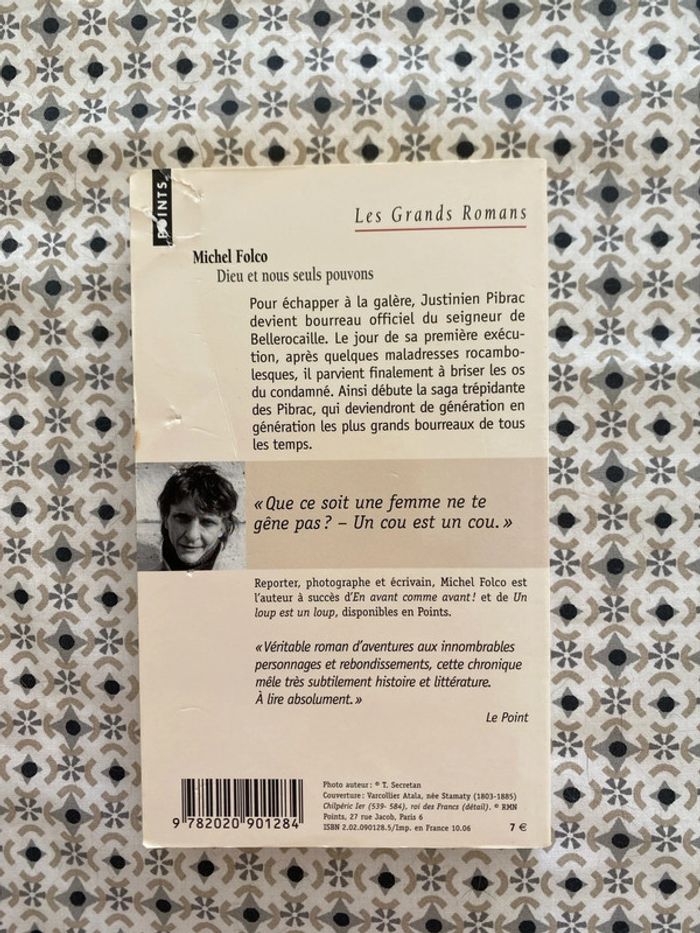 POINTS
Les Grands Romans
Michel Folco
Dieu et nous seuls pouvons
Pour échapper à la galère, Justinien Pibrac
devient bourreau officiel du seigneur de
Bellerocaille. Le jour de sa première exécu-
tion, après quelques maladresses rocambo-
lesques, il parvient finalement à briser les os
du condamné. Ainsi débute la saga trépidante
des Pibrac, qui deviendront de génération en
génération les plus grands bourreaux de tous
les temps.
« Que ce soit une femme ne te
gêne pas ? – Un cou est un cou. »
Reporter, photographe et écrivain, Michel Folco est
l'auteur à succès d'En avant comme avant ! et de Un
loup est un loup, disponibles en Points.
« Véritable roman d'aventures aux innombrables
personnages et rebondissements, cette chronique
mêle très subtilement histoire et littérature.
À lire absolument. »
Le Point
Photo auteur : © T. Secretan
Couverture : Varcollier Atala, née Stamaty (1803-1885)
Chilpéric Ier (539- 584), roi des Francs (détail). © RMN
Points, 27 rue Jacob, Paris 6
ISBN 2.02.090128.5/Imp. en France 10.06
7 €
9 782020 901284